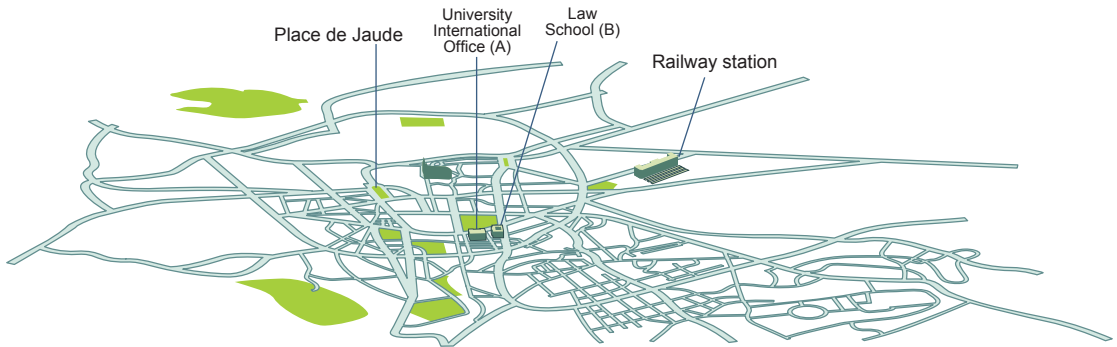 Place de Jaude
University
International
Office (A)
Law
School (B)
Railway station